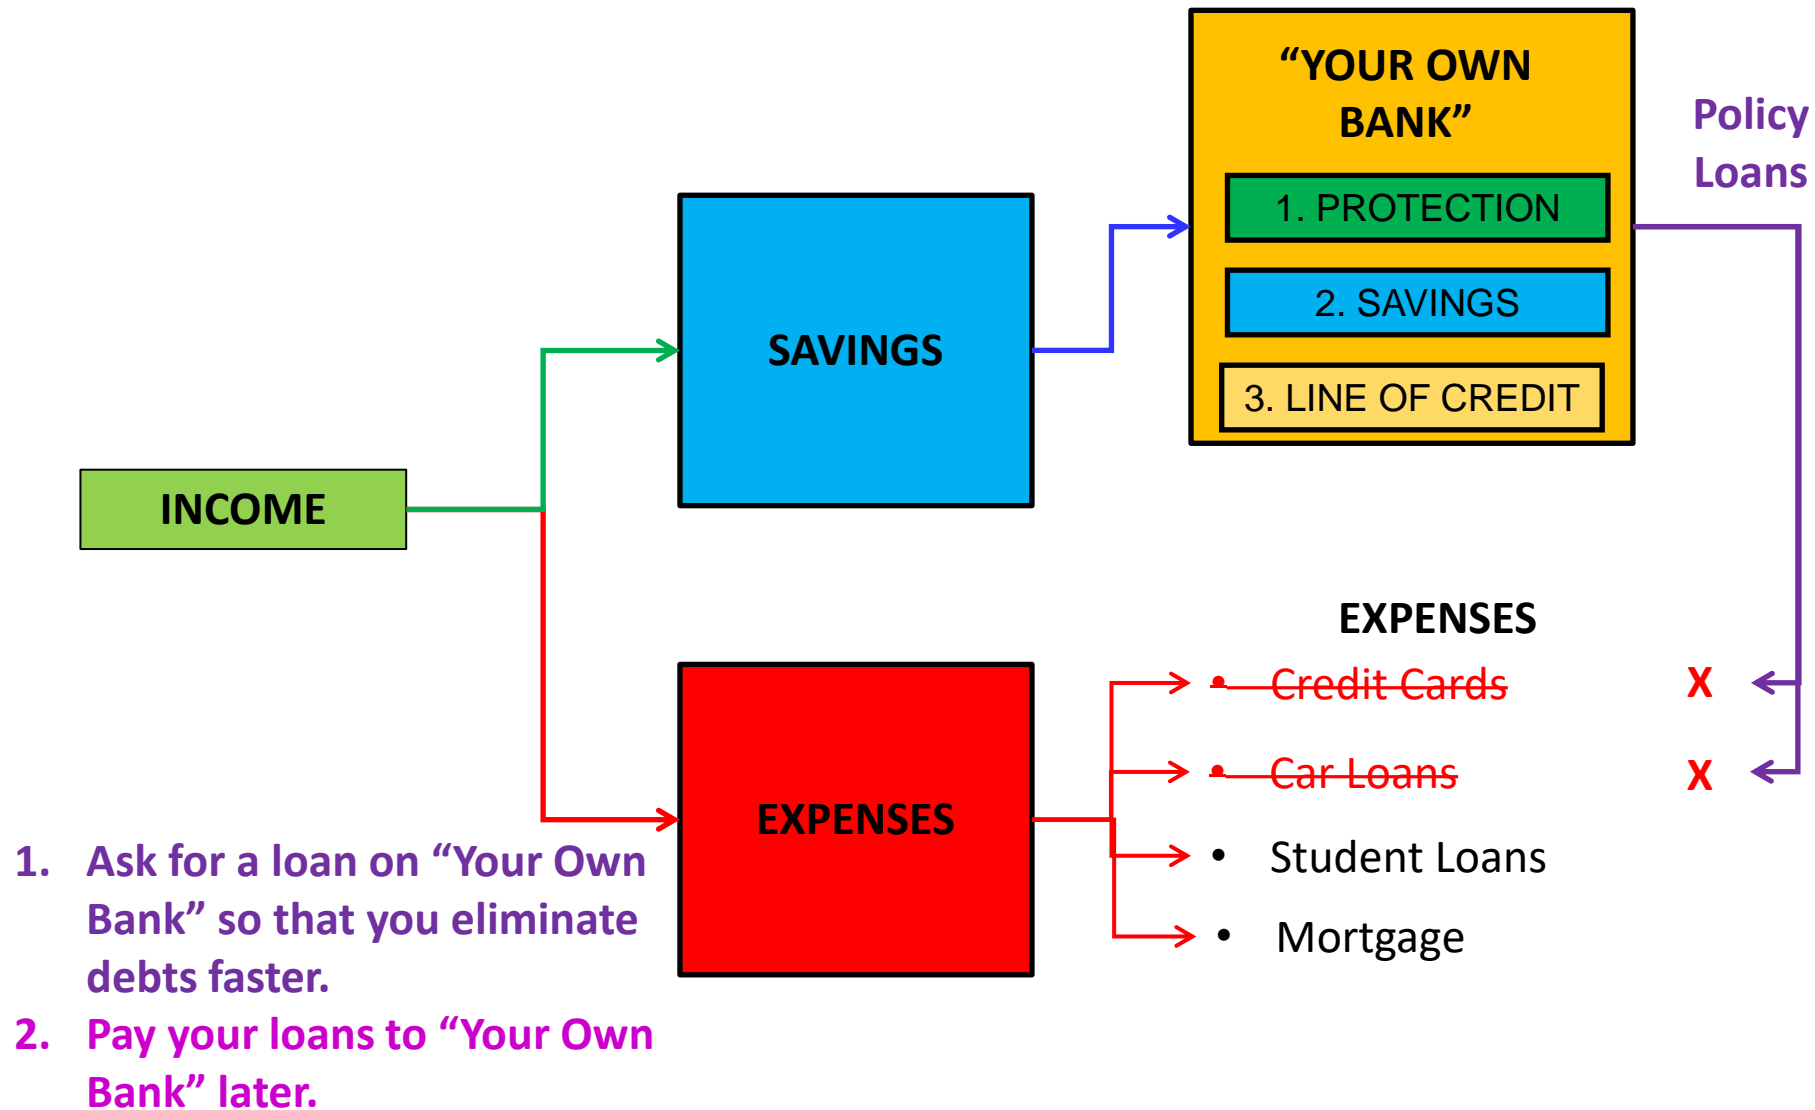 “YOUR OWN
BANK”
1. PROTECTION
2. SAVINGS
3. LINE OF CREDIT
Policy
Loans
SAVINGS
INCOME
EXPENSES
EXPENSES
• Credit Cards X
• Car Loans X
• Student Loans
• Mortgage
1. Ask for a loan on “Your Own
Bank” so that you eliminate
debts faster.
2. Pay your loans to “Your Own
Bank” later.